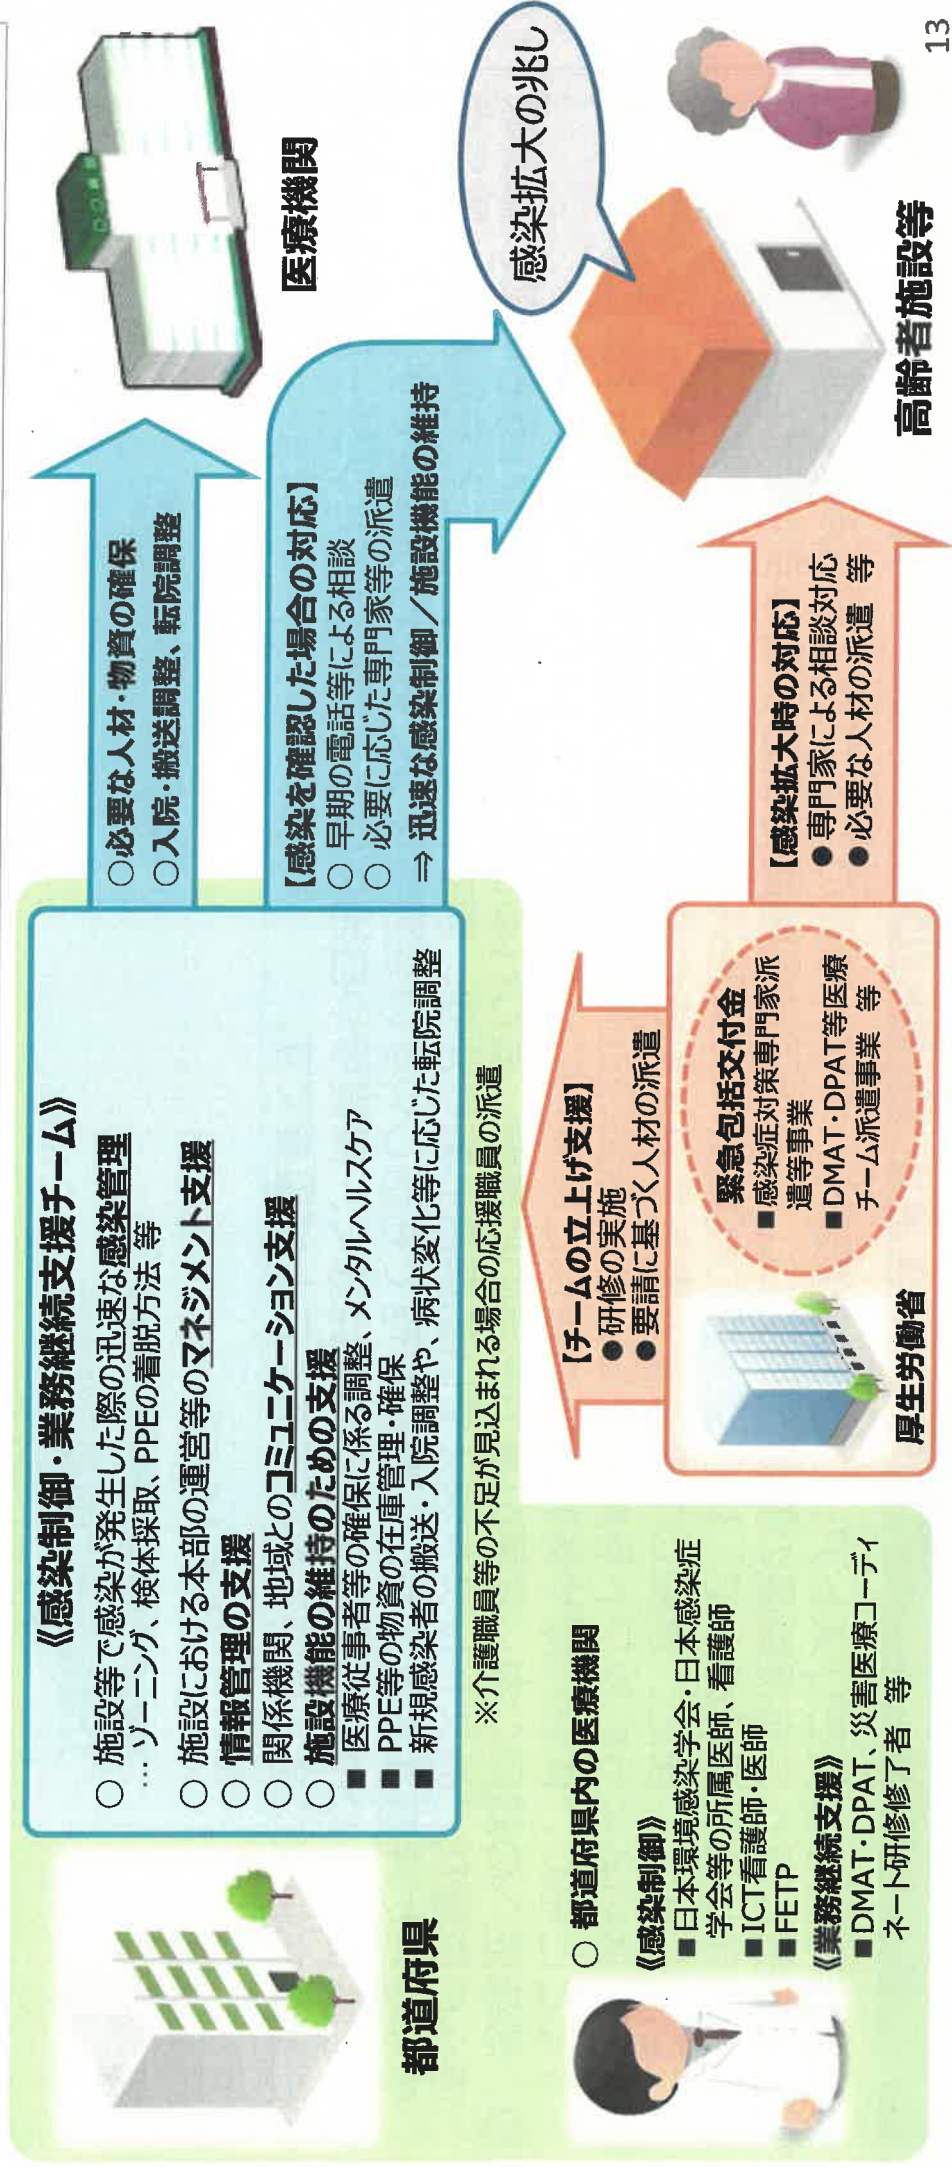 《感染制御・業務継続支援チーム》
○ 施設等で感染が発生した際の迅速な感染管理
… ゾーニング、検体採取、PPEの着脱方法 等
○ 施設における本部の運営等のマネジメント支援
○ 情報管理の支援
○ 関係機関、地域とのコミュニケーション支援
○ 施設機能の維持のための支援
■ 医療従事者等の確保に係る調整、メンタルヘルスケア
■ PPE等の物資の在庫管理・確保
■ 新規感染者の搬送・入院調整や、病状変化等に応じた転院調整
※介護職員等の不足が見込まれる場合の応援職員の派遣
都道府県
○ 都道府県内の医療機関
《感染制御》
■ 日本環境感染学会・日本感染症
学会等の所属医師、看護師
■ ICT看護師・医師
■ FETP
《業務継続支援》
■ DMAT・DPAT、災害医療コーディ
ネート研修修了者 等
○必要な人材・物資の確保
○入院・搬送調整、転院調整
医療機関
【感染を確認した場合の対応】
○ 早期の電話等による相談
○ 必要に応じた専門家等の派遣
⇒ 迅速な感染制御／施設機能の維持
感染拡大の兆し
高齢者施設等
【チームの立上げ支援】
● 研修の実施
● 要請に基づく人材の派遣
緊急包括交付金
■ 感染症対策専門家派
遣等事業
■ DMAT・DPAT等医療
チーム派遣事業 等
厚生労働省
【感染拡大時の対応】
● 専門家による相談対応
● 必要な人材の派遣 等
13